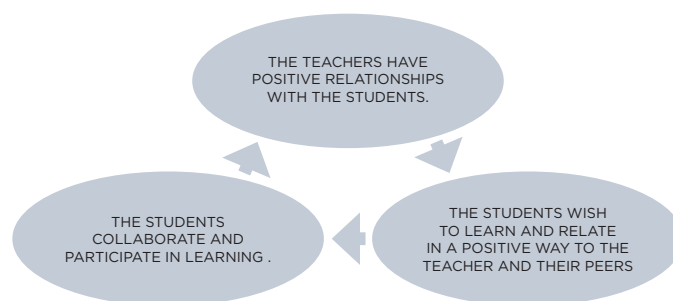 THE TEACHERS HAVE
POSITIVE RELATIONSHIPS
WITH THE STUDENTS.
THE STUDENTS WISH
TO LEARN AND RELATE
IN A POSITIVE WAY TO THE
TEACHER AND THEIR PEERS
THE STUDENTS
COLLABORATE AND
PARTICIPATE IN LEARNING .